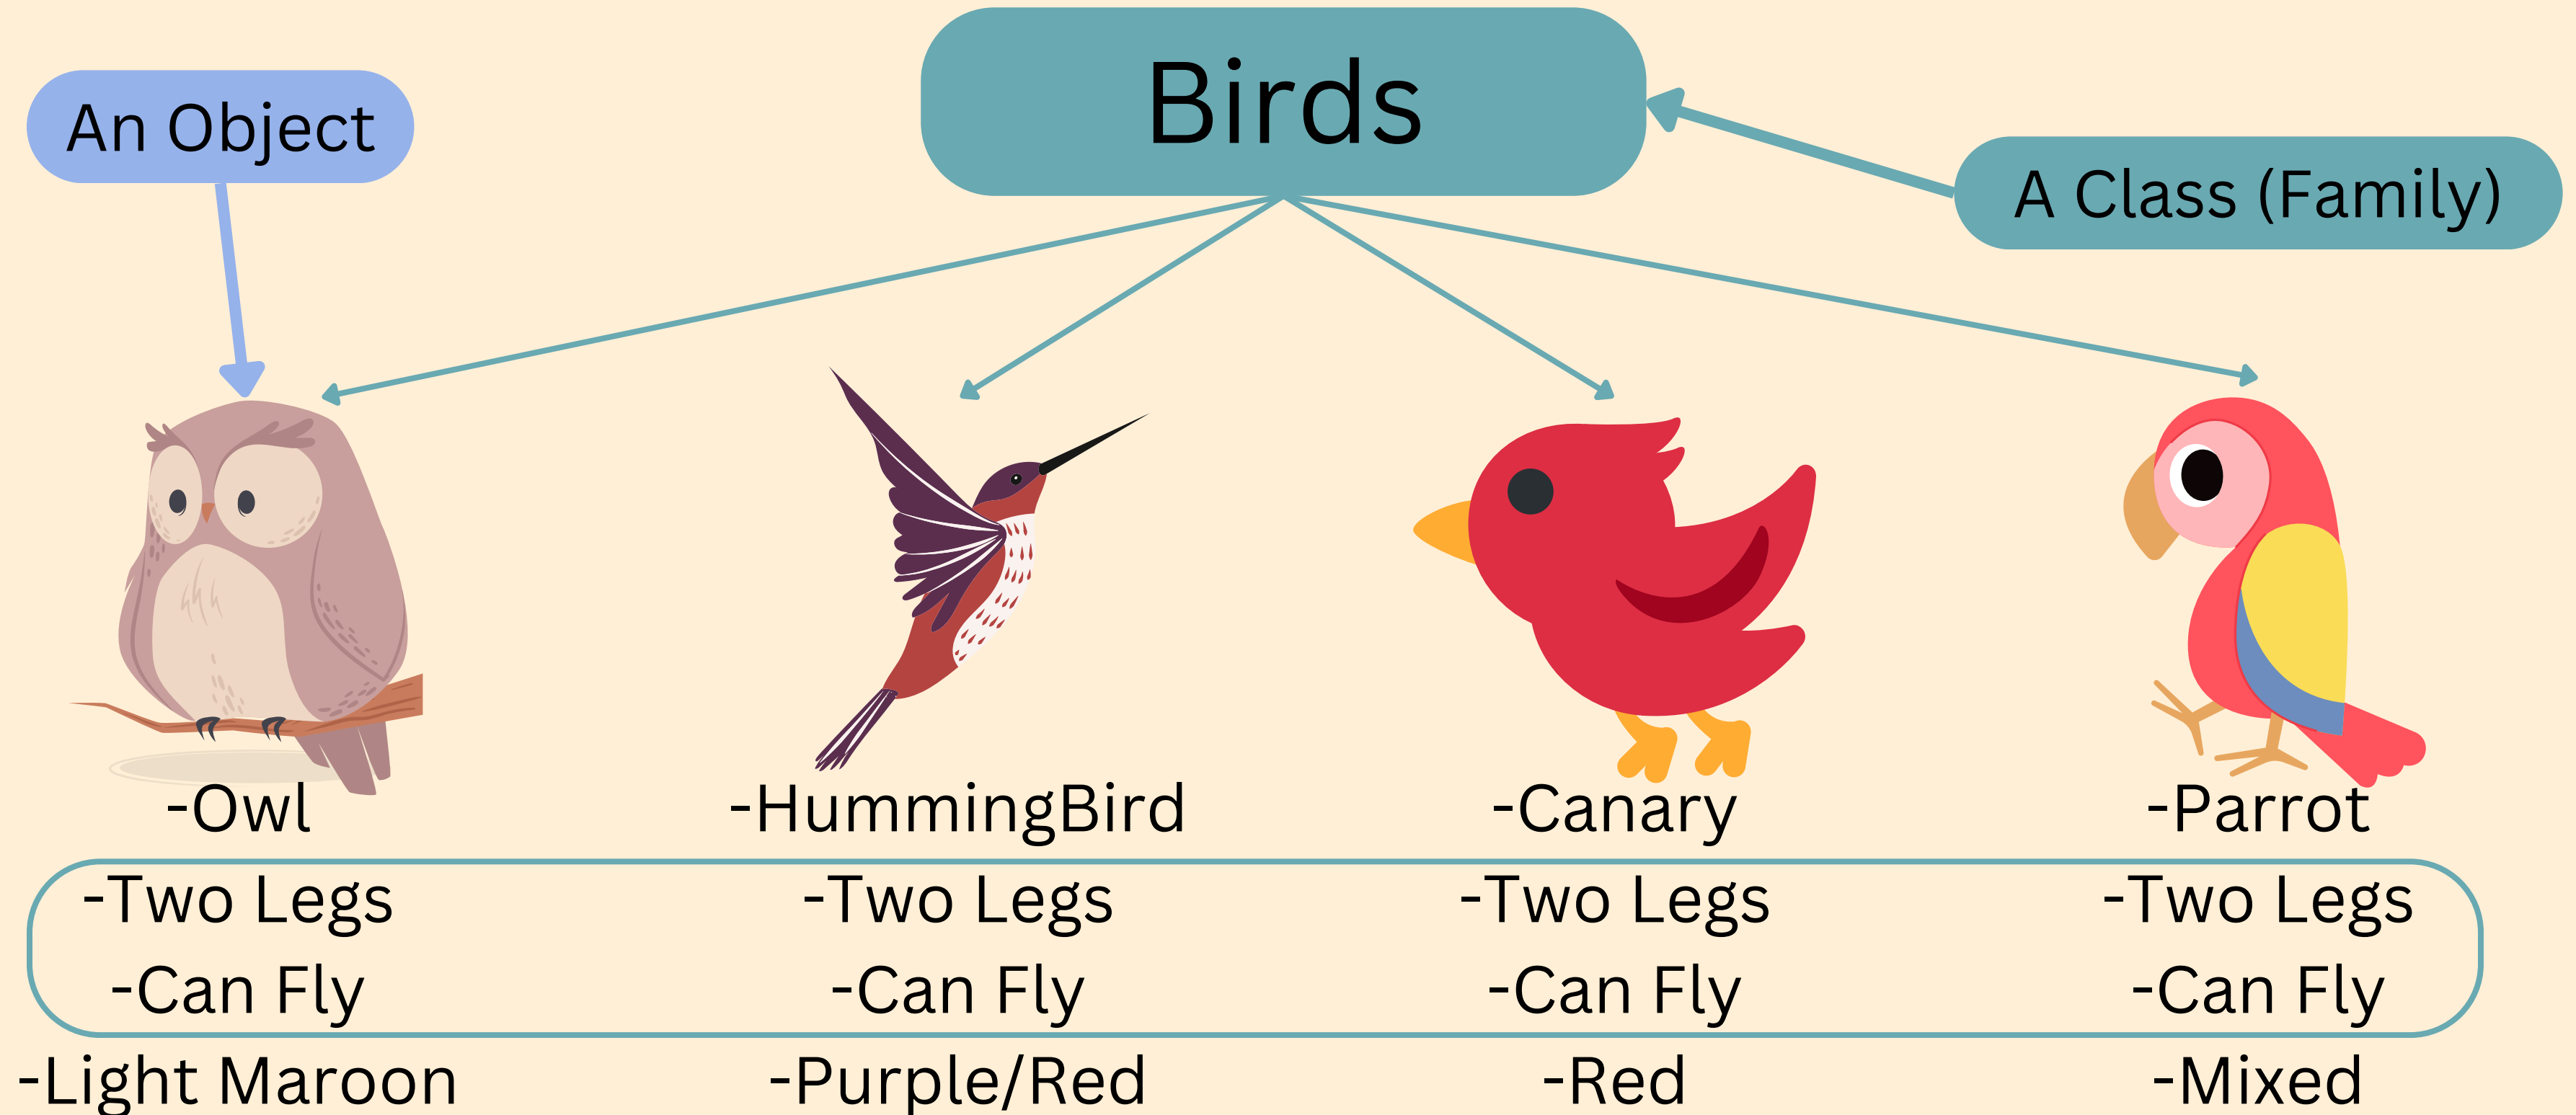 Birds
An Object
A Class (Family)
-Owl
-HummingBird
-Canary
-Parrot
-Two Legs
-Two Legs
-Two Legs
-Two Legs
-Can Fly
-Can Fly
-Can Fly
-Can Fly
-Light Maroon
-Purple/Red
-Red
-Mixed